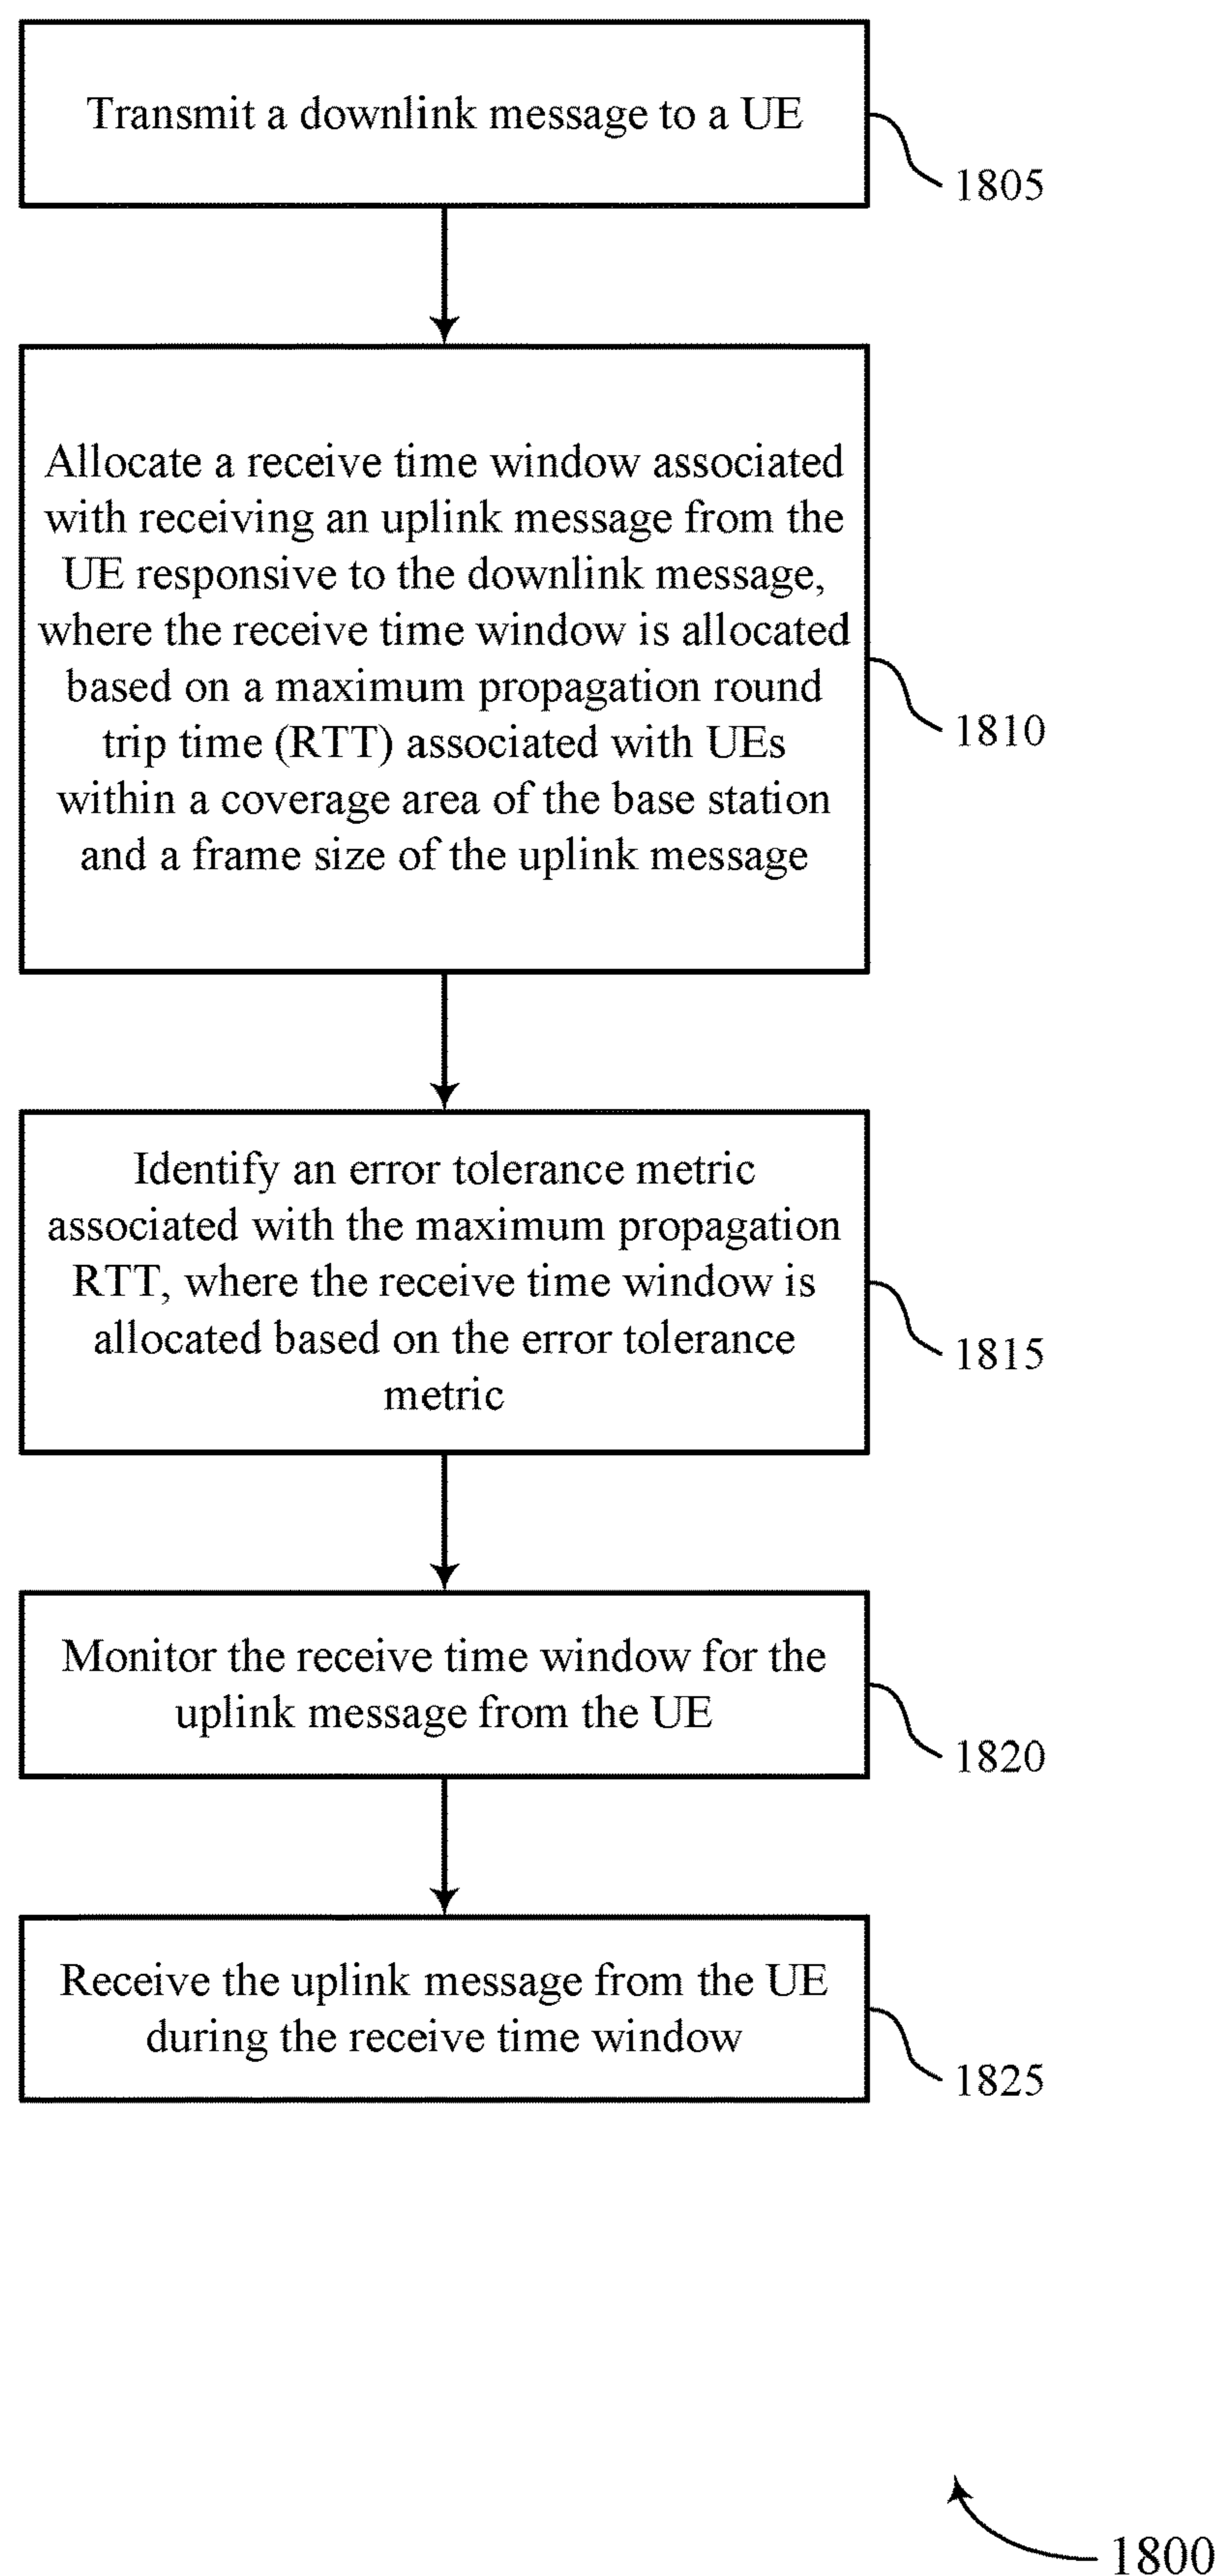 Transmit a downlink message to a UE
1805
Allocate a receive time window associated
with receiving an uplink message from the
UE responsive to the downlink message,
where the receive time window is allocated
based on a maximum propagation round
trip time (RTT) associated with UEs
within a coverage area of the base station
and a frame size of the uplink message
1810
Identify an error tolerance metric
associated with the maximum propagation
RTT, where the receive time window is
allocated based on the error tolerance
metric
1815
Monitor the receive time window for the
uplink message from the UE
1820
Receive the uplink message from the UE
during the receive time window
1825
1800